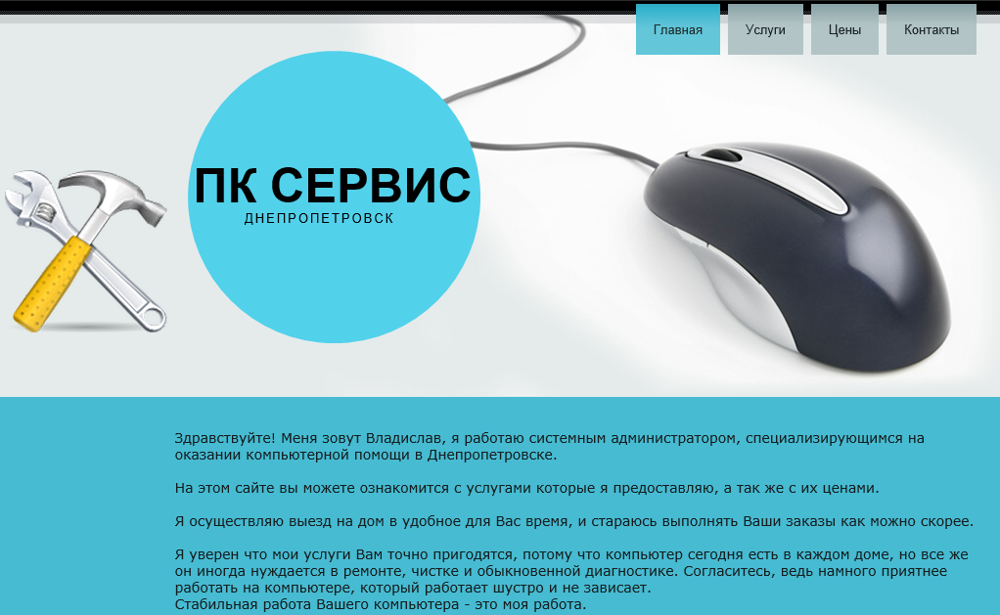 Главная Услуги Цены Контакты
ПК СЕРВИС
ДНЕПРОПЕТРОВСК
Здравствуйте! Меня зовут Владислав, я работаю системным администратором, специализирующимся на
оказании компьютерной помощи в Днепропетровске.
На этом сайте вы можете ознакомится с услугами которые я предоставляю, а так же с их ценами.
Я осуществляю выезд на дом в удобное для Вас время, и стараюсь выполнять Ваши заказы как можно скорее.
Я уверен что мои услуги Вам точно пригодятся, потому что компьютер сегодня есть в каждом доме, но все же
он иногда нуждается в ремонте, чистке и обыкновенной диагностике. Согласитесь, ведь намного приятнее
работать на компьютере, который работает шустро и не зависает.
Стабильная работа Вашего компьютера - это моя работа.